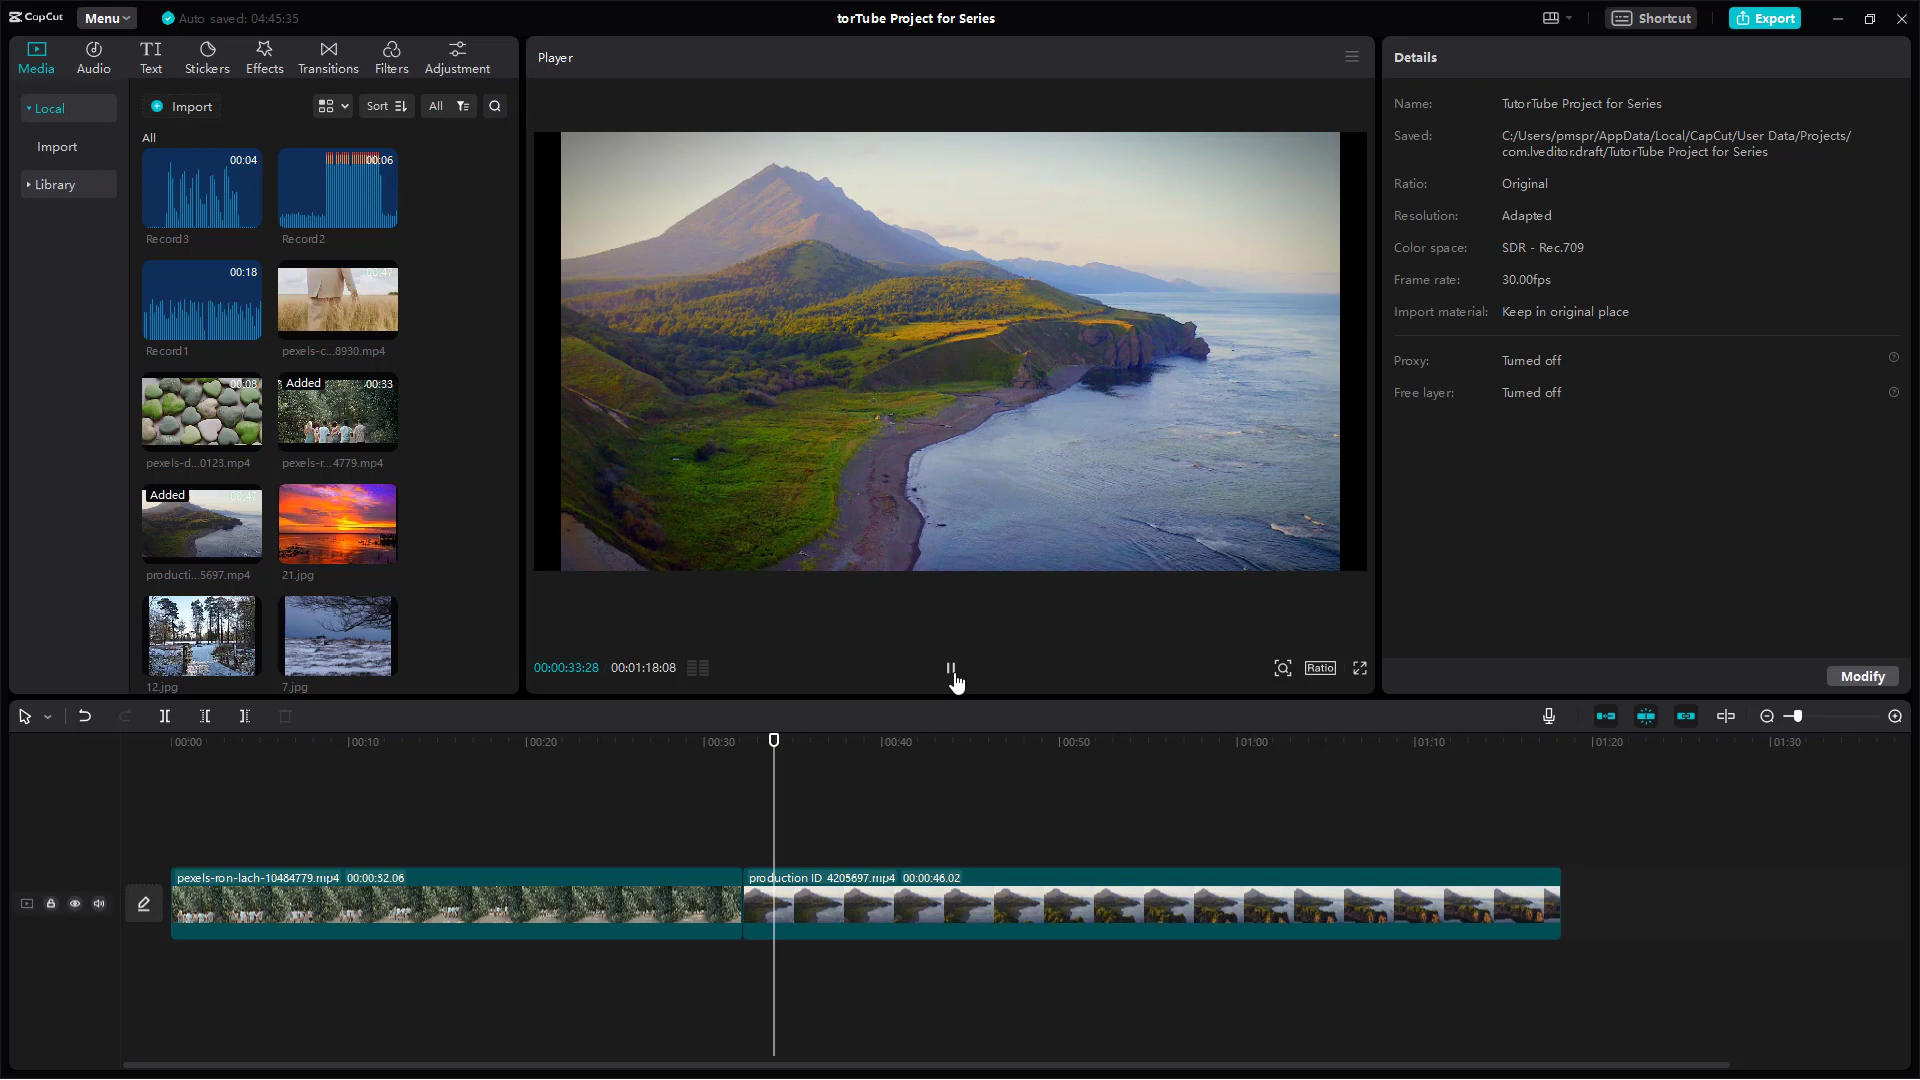 CapCut
Menu
Auto saved: 04:45:35
torTube Project for Series
Shortcut
Export
Media
Audio
TI
Text
Stickers
Effects
Transitions
Filters
Adjustment
Player
Details
Local
Import
Library
Import
Sort
All
All
00:04
Record3
00:06
Record2
00:18
Record1
00:47
pexels-c...8930.mp4
00:08
pexels-d...0123.mp4
Added
00:33
pexels-r...4779.mp4
Added
00:47
producti...5697.mp4
21.jpg
12.jpg
7.jpg
00:00:33:28
00:01:18:08
Ratio
Name:
TutorTube Project for Series
Saved:
C:/Users/pmspr/AppData/Local/CapCut/User Data/Projects/
com.lveditor.draft/TutorTube Project for Series
Ratio:
Original
Resolution:
Adapted
Color space:
SDR - Rec.709
Frame rate:
30.00fps
Import material:
Keep in original place
Proxy:
Turned off
Free layer:
Turned off
Modify
00:00
00:10
00:20
00:30
00:40
00:50
01:00
01:10
01:20
01:30
pexels-ron-lach-10484779.mp4 00:00:32.06
production ID_4205697.mp4 00:00:46.02